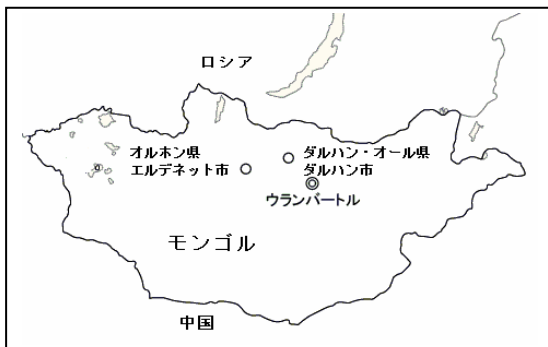 ロシア
オルホン県
エルデネット市
ダルハン・オール県
ダルハン市
ウランバートル
モンゴル
中国